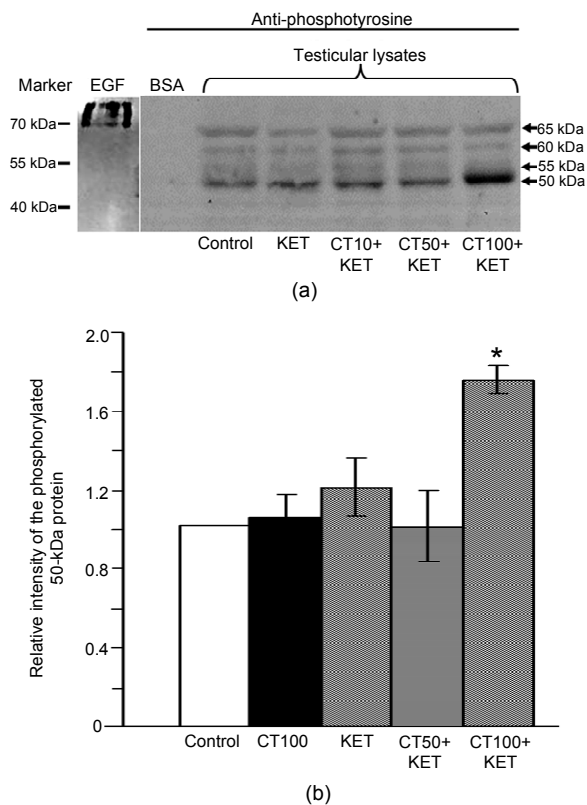 Anti-phosphotyrosine
Testicular lysates
Marker EGF BSA
70 kDa
55 kDa
40 kDa
65 kDa
60 kDa
55 kDa
50 kDa
Control KET CT10+ CT50+ CT100+
KET KET KET
(a)
Relative intensity of the phosphorylated
50-kDa protein
2.0
1.6
1.2
0.8
0.4
0
*
Control CT100 KET CT50+ CT100+
KET KET
(b)